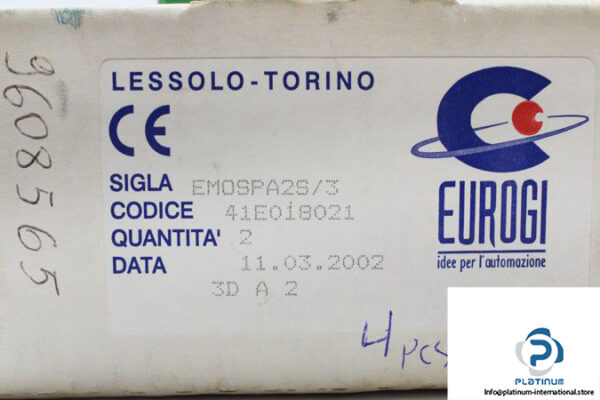 9608565
LESSOLO-TORINO
CE
SIGLA EMOSPA2S/3
CODICE 41E0i8021
QUANTITA' 2
DATA 11.03.2002
3D A 2
EUROGI
idee per l'automazione
4 pcs
PLATINUM
Info@platinum-international.store